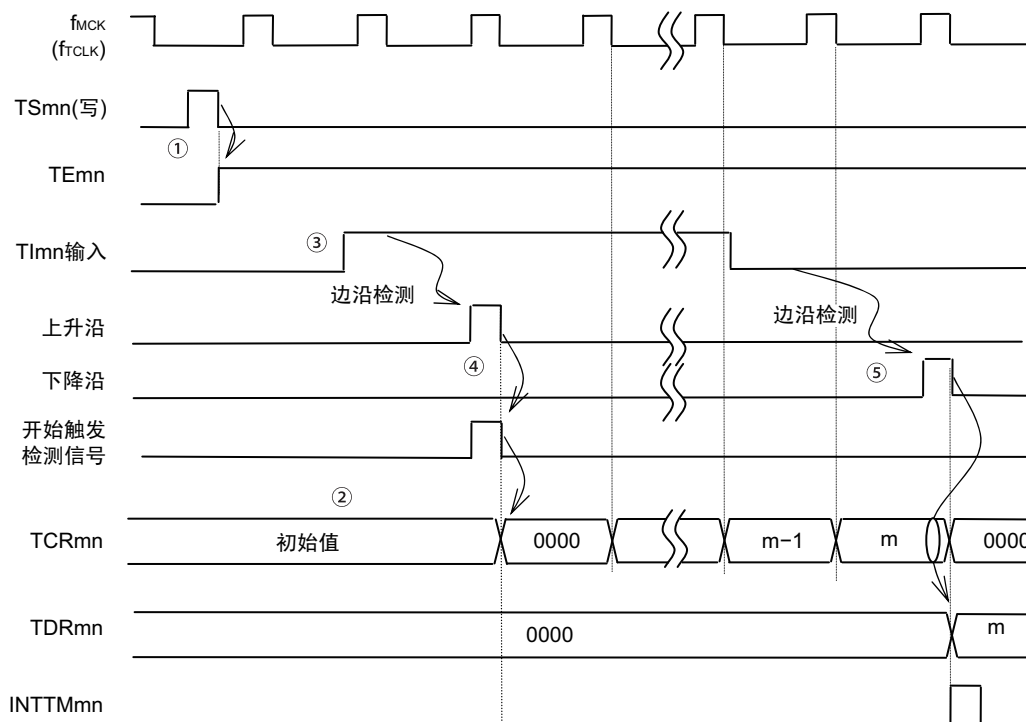 fMCK
(fTCLK)
TSmn(写)
①
TEmn
TImn输入
③
边沿检测
边沿检测
上升沿
④
⑤
下降沿
开始触发
检测信号
②
TCRmn
初始值
0000
m−1
m
0000
TDRmn
0000
m
INTTMmn